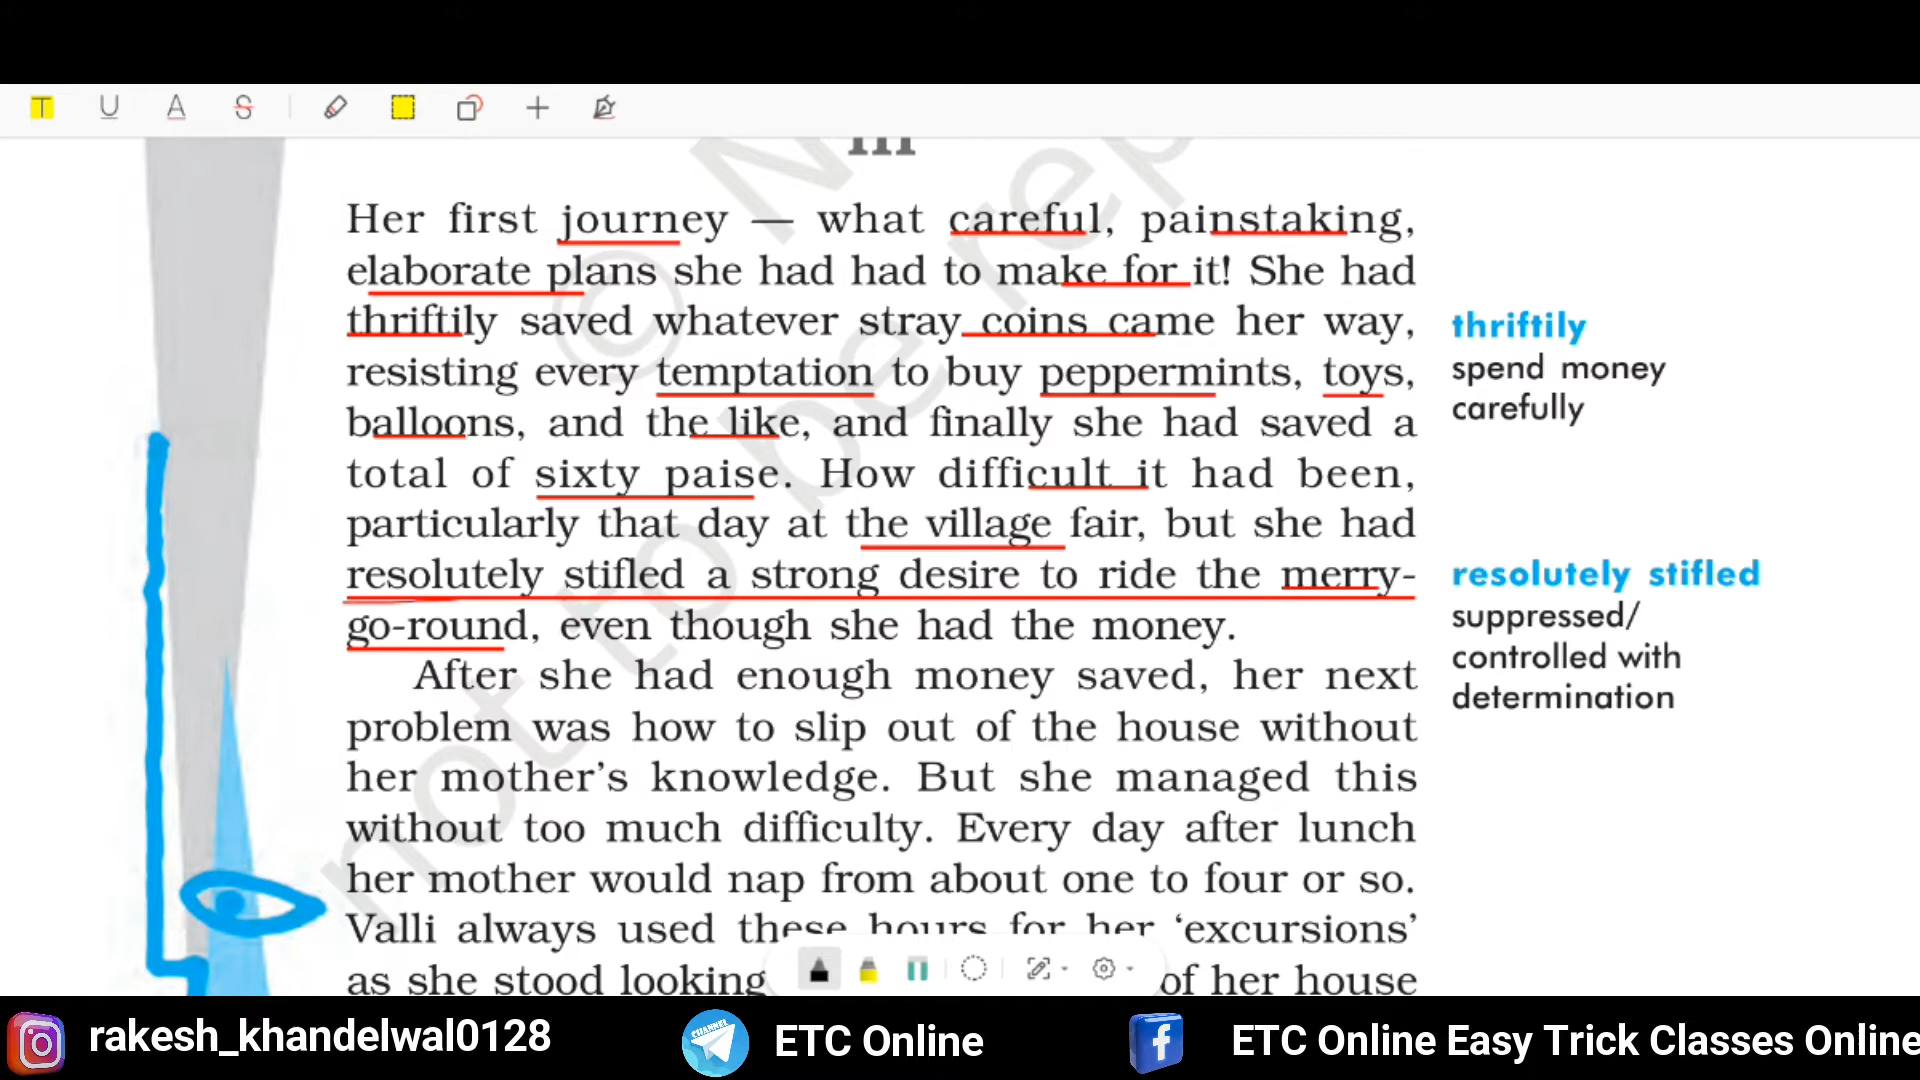 III
Her first journey — what careful, painstaking,
elaborate plans she had had to make for it! She had
thriftily saved whatever stray coins came her way,
resisting every temptation to buy peppermints, toys,
balloons, and the like, and finally she had saved a
total of sixty paise. How difficult it had been,
particularly that day at the village fair, but she had
resolutely stifled a strong desire to ride the merry-
go-round, even though she had the money.
After she had enough money saved, her next
problem was how to slip out of the house without
her mother’s knowledge. But she managed this
without too much difficulty. Every day after lunch
her mother would nap from about one to four or so.
Valli always used these hours for her ‘excursions’
as she stood looking of her house
thriftily
spend money
carefully
resolutely stifled
suppressed/
controlled with
determination
© N
not to be rep
rakesh_khandelwal0128
CHANNEL
ETC Online
ETC Online Easy Trick Classes Online